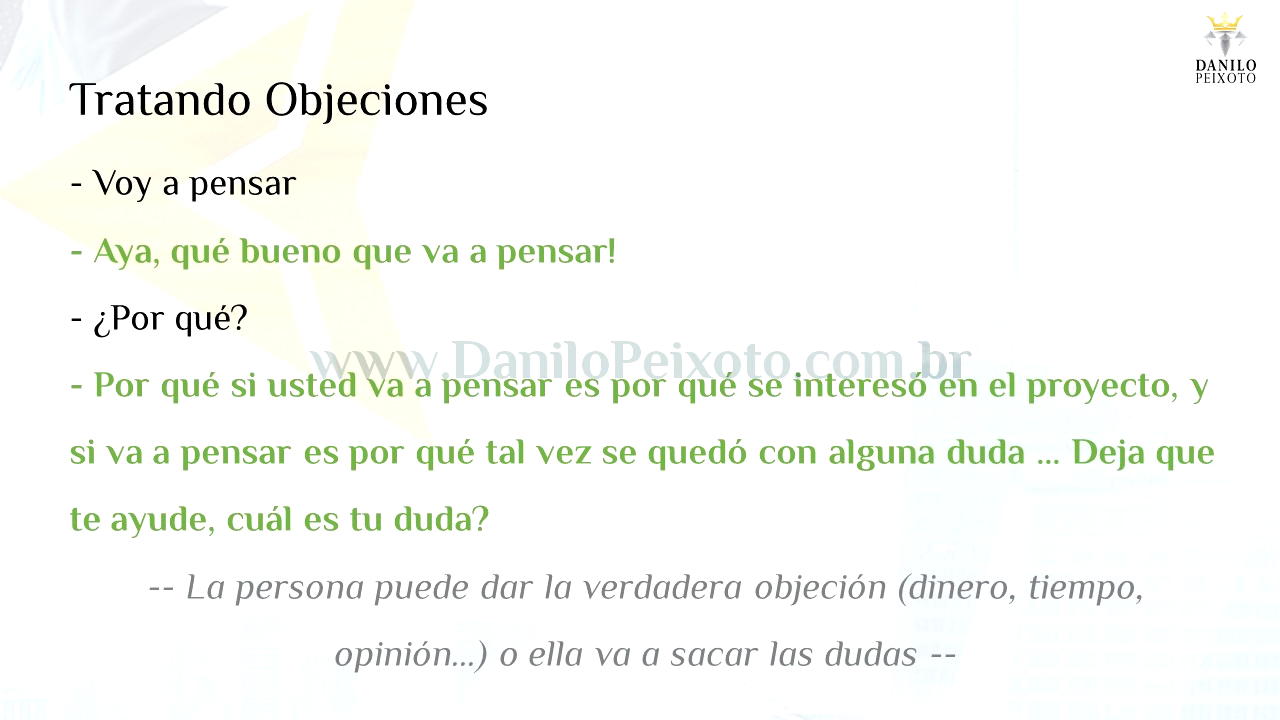 DANILO
PEIXOTO
Tratando Objeciones
- Voy a pensar
- Aya, qué bueno que va a pensar!
- ¿Por qué?
www.DaniloPeixoto.com.br
- Por qué si usted va a pensar es por qué se interesó en el proyecto, y
si va a pensar es por qué tal vez se quedó con alguna duda ... Deja que
te ayude, cuál es tu duda?
-- La persona puede dar la verdadera objeción (dinero, tiempo,
opinión...) o ella va a sacar las dudas --